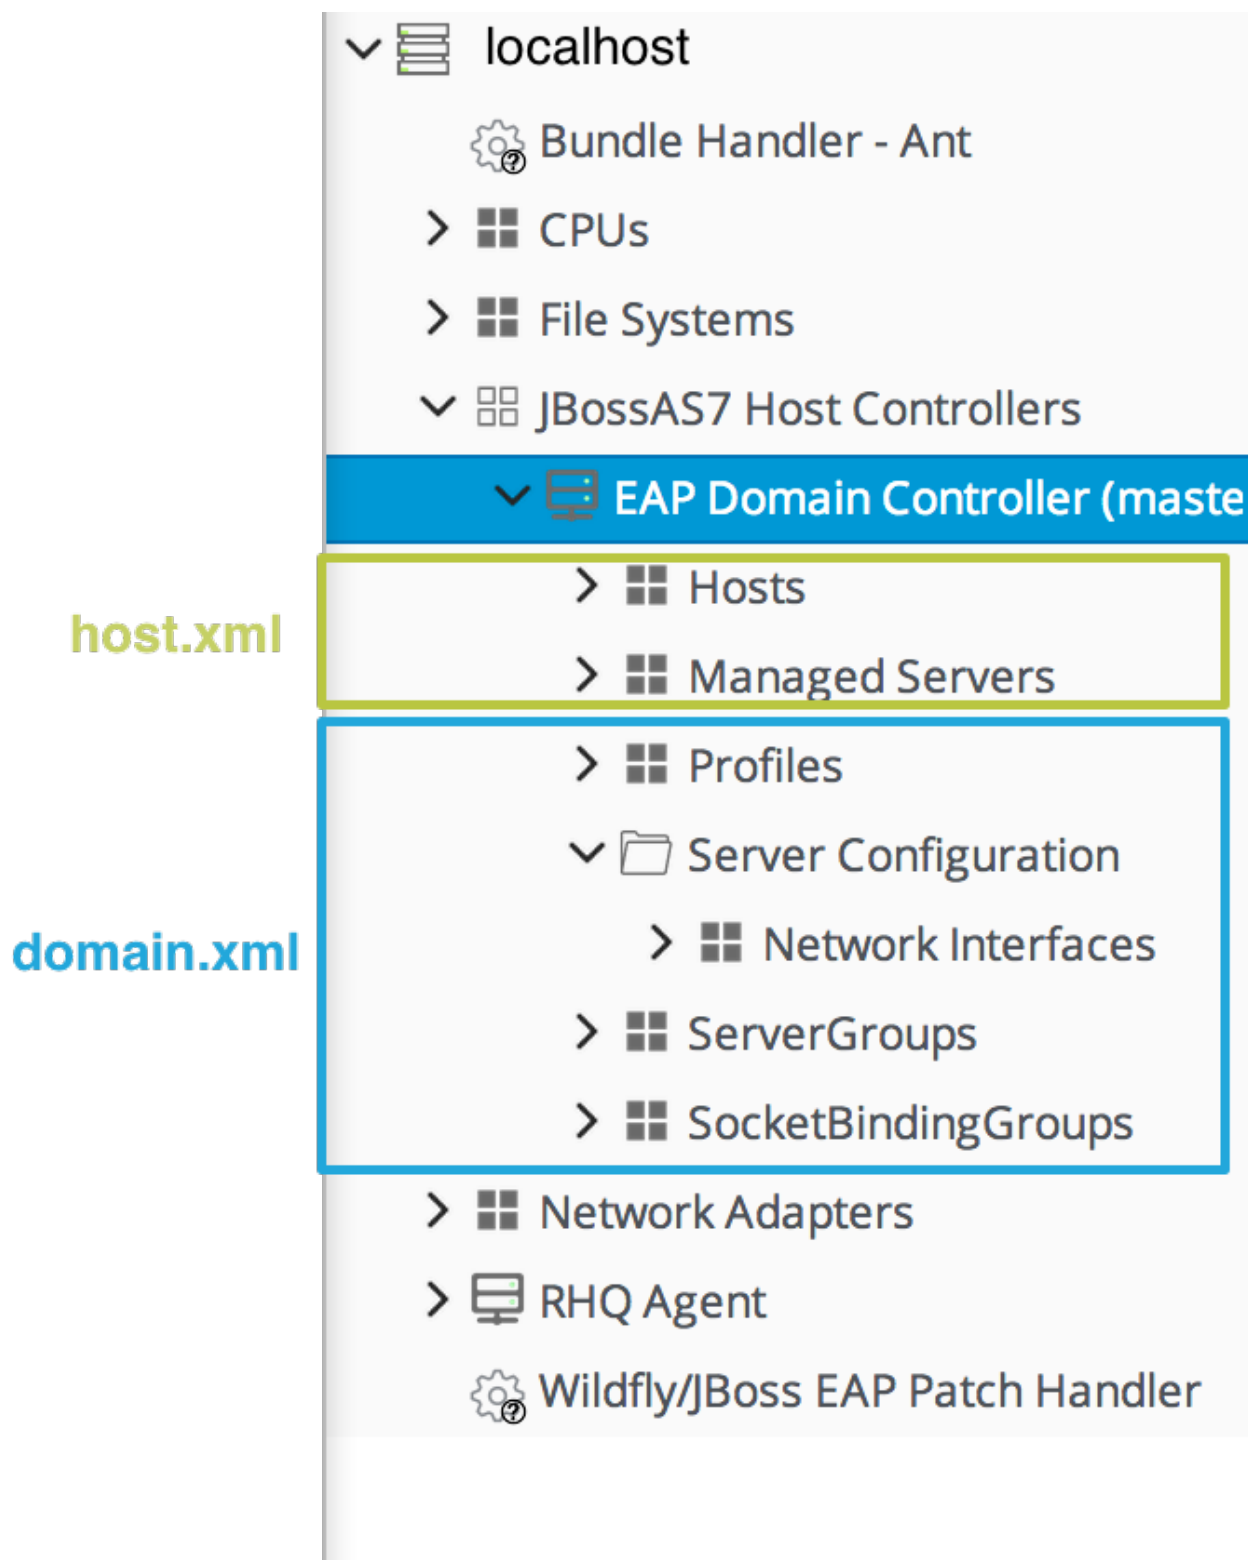 localhost
Bundle Handler - Ant
CPUs
File Systems
JBossAS7 Host Controllers
EAP Domain Controller (maste
Hosts
host.xml
Managed Servers
Profiles
Server Configuration
domain.xml
Network Interfaces
ServerGroups
SocketBindingGroups
Network Adapters
RHQ Agent
Wildfly/JBoss EAP Patch Handler